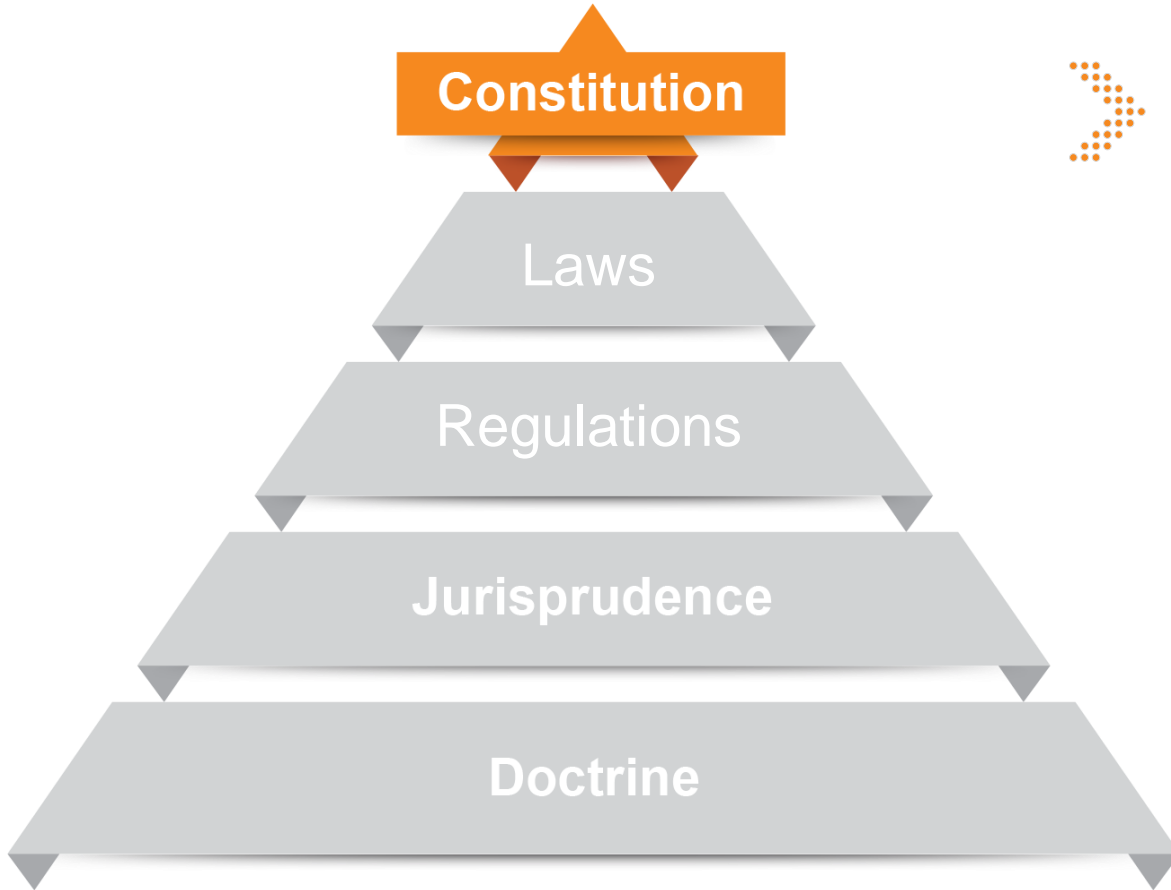 Constitution
Laws
Regulations
Jurisprudence
Doctrine